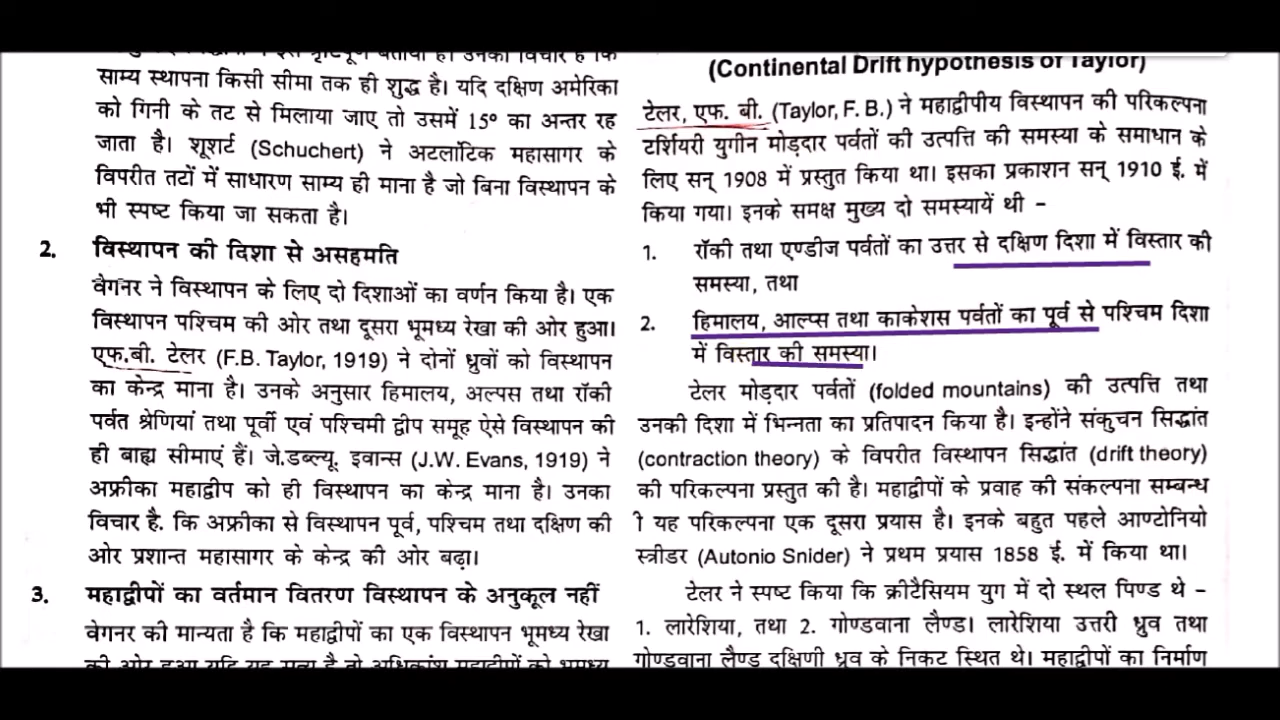 साम्य स्थापना किसी सीमा तक ही शुद्ध है। यदि दक्षिण अमेरिका
को गिनी के तट से मिलाया जाए तो उसमें 15° का अन्तर रह
जाता है। शूशर्ट (Schuchert) ने अटलांटिक महासागर के
विपरीत तटों में साधारण साम्य ही माना है जो बिना विस्थापन के
भी स्पष्ट किया जा सकता है।
2. विस्थापन की दिशा से असहमति
वेगनर ने विस्थापन के लिए दो दिशाओं का वर्णन किया है। एक
विस्थापन पश्चिम की ओर तथा दूसरा भूमध्य रेखा की ओर हुआ।
एफ.बी. टेलर (F.B. Taylor, 1919) ने दोनों ध्रुवों को विस्थापन
का केन्द्र माना है। उनके अनुसार हिमालय, अल्पस तथा रॉकी
पर्वत श्रेणियां तथा पूर्वी एवं पश्चिमी द्वीप समूह ऐसे विस्थापन की
ही बाह्य सीमाएं हैं। जे.डब्ल्यू. इवान्स (J.W. Evans, 1919) ने
अफ्रीका महाद्वीप को ही विस्थापन का केन्द्र माना है। उनका
विचार है. कि अफ्रीका से विस्थापन पूर्व, पश्चिम तथा दक्षिण की
ओर प्रशान्त महासागर के केन्द्र की ओर बढ़ा।
3. महाद्वीपों का वर्तमान वितरण विस्थापन के अनुकूल नहीं
वेगनर की मान्यता है कि महाद्वीपों का एक विस्थापन भूमध्य रेखा
की ओर हुआ यदि यह सत्य है तो अधिकांश महाद्वीपों को भूमध्य
(Continental Drift hypothesis of Taylor)
टेलर, एफ. बी. (Taylor, F. B.) ने महाद्वीपीय विस्थापन की परिकल्पना
टर्शियरी युगीन मोड़दार पर्वतों की उत्पत्ति की समस्या के समाधान के
लिए सन् 1908 में प्रस्तुत किया था। इसका प्रकाशन सन् 1910 ई. में
किया गया। इनके समक्ष मुख्य दो समस्यायें थी –
1. रॉकी तथा एण्डीज पर्वतों का उत्तर से दक्षिण दिशा में विस्तार की
समस्या, तथा
2. हिमालय, आल्प्स तथा काकेशस पर्वतों का पूर्व से पश्चिम दिशा
में विस्तार की समस्या।
टेलर मोड़दार पर्वतों (folded mountains) की उत्पत्ति तथा
उनकी दिशा में भिन्नता का प्रतिपादन किया है। इन्होंने संकुचन सिद्धांत
(contraction theory) के विपरीत विस्थापन सिद्धांत (drift theory)
की परिकल्पना प्रस्तुत की है। महाद्वीपों के प्रवाह की संकल्पना सम्बन्ध
ी यह परिकल्पना एक दूसरा प्रयास है। इनके बहुत पहले आण्टोनियो
स्त्रीडर (Autonio Snider) ने प्रथम प्रयास 1858 ई. में किया था।
टेलर ने स्पष्ट किया कि क्रीटैसियम युग में दो स्थल पिण्ड थे –
1. लारेशिया, तथा 2. गोण्डवाना लैण्ड। लारेशिया उत्तरी ध्रुव तथा
गोण्डवाना लैण्ड दक्षिणी ध्रुव के निकट स्थित थे। महाद्वीपों का निर्माण